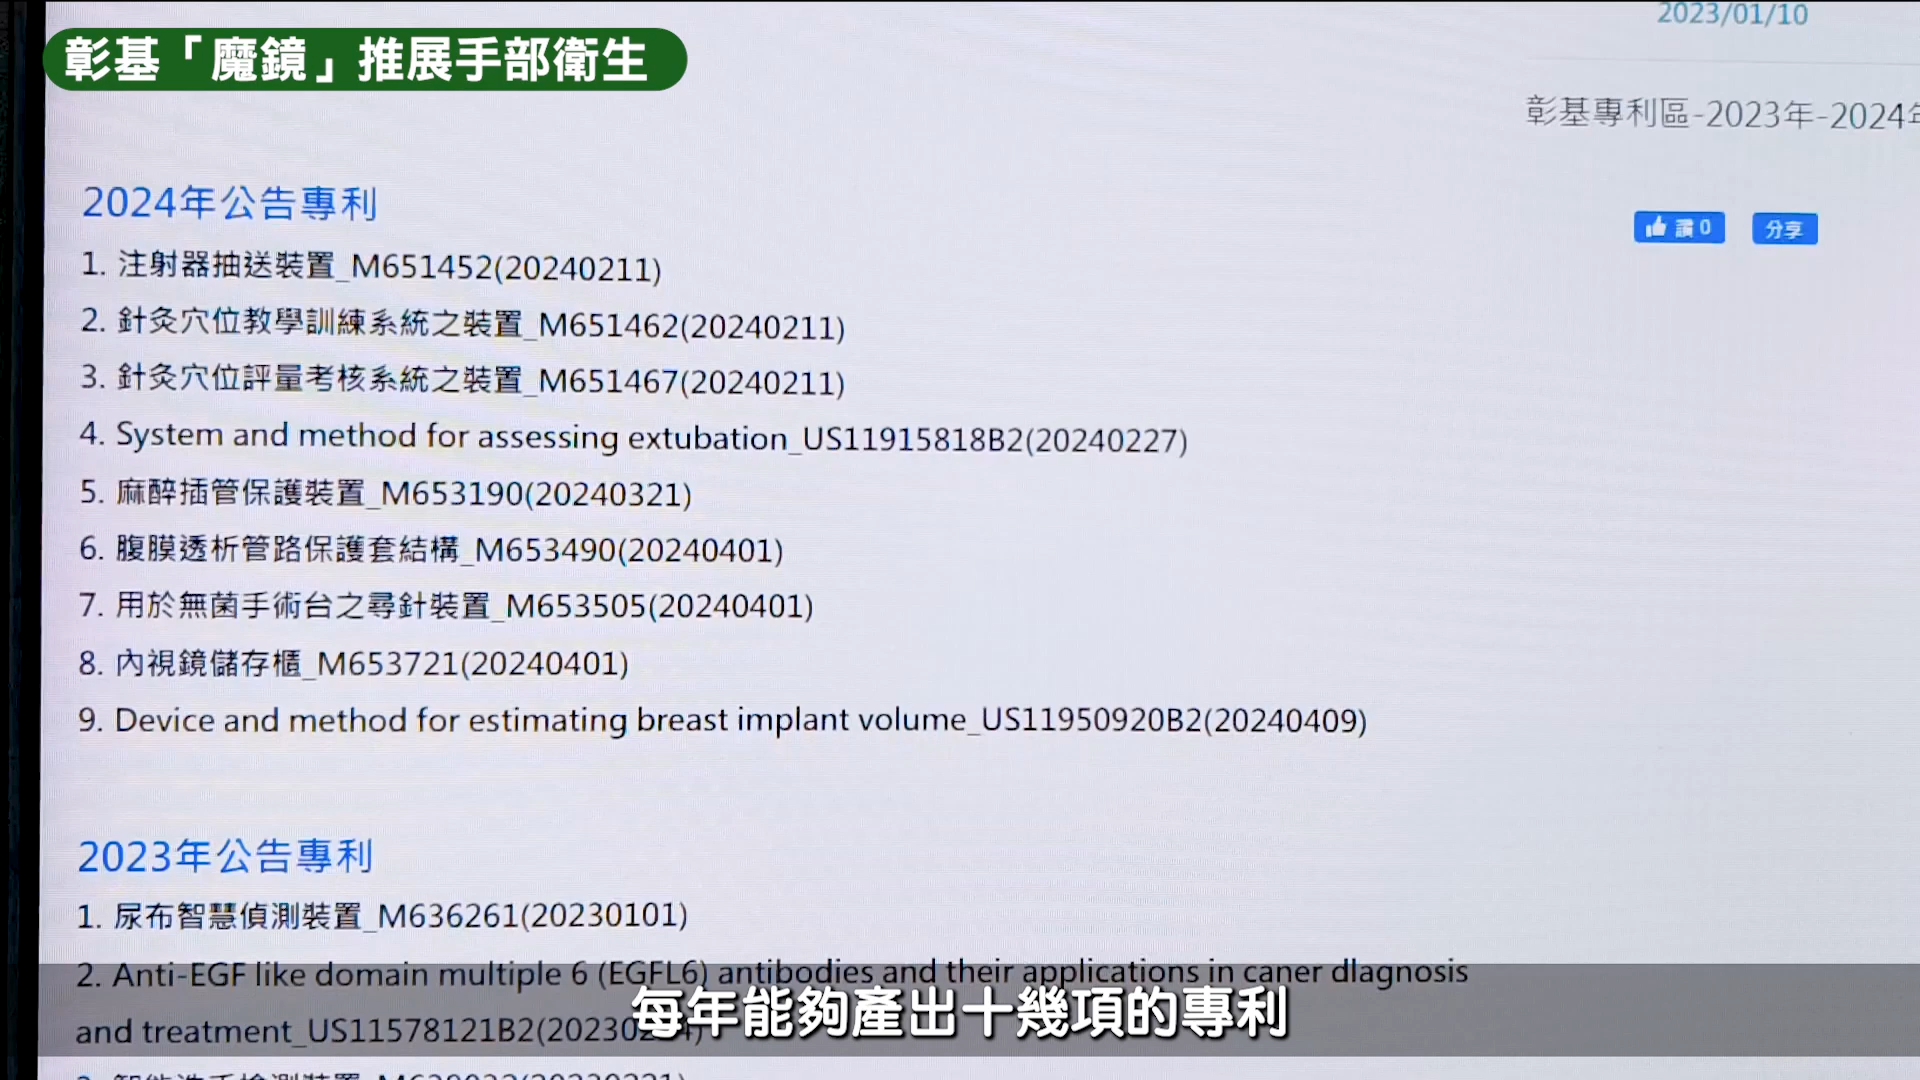 彰基「魔鏡」推展手部衛生
2023/01/10
彰基專利區-2023年-2024年
讚 0
分享
2024年公告專利
1. 注射器抽送裝置_M651452(20240211)
2. 針灸穴位教學訓練系統之裝置_M651462(20240211)
3. 針灸穴位評量考核系統之裝置_M651467(20240211)
4. System and method for assessing extubation_US11915818B2(20240227)
5. 麻醉插管保護裝置_M653190(20240321)
6. 腹膜透析管路保護套結構_M653490(20240401)
7. 用於無菌手術台之尋針裝置_M653505(20240401)
8. 內視鏡儲存櫃_M653721(20240401)
9. Device and method for estimating breast implant volume_US11950920B2(20240409)
2023年公告專利
1. 尿布智慧偵測裝置_M636261(20230101)
2. Anti-EGF like domain multiple 6 (EGFL6) antibodies and their applications in caner dlagnosis
and treatment_US11578121B2(20230
每年能夠產出十幾項的專利